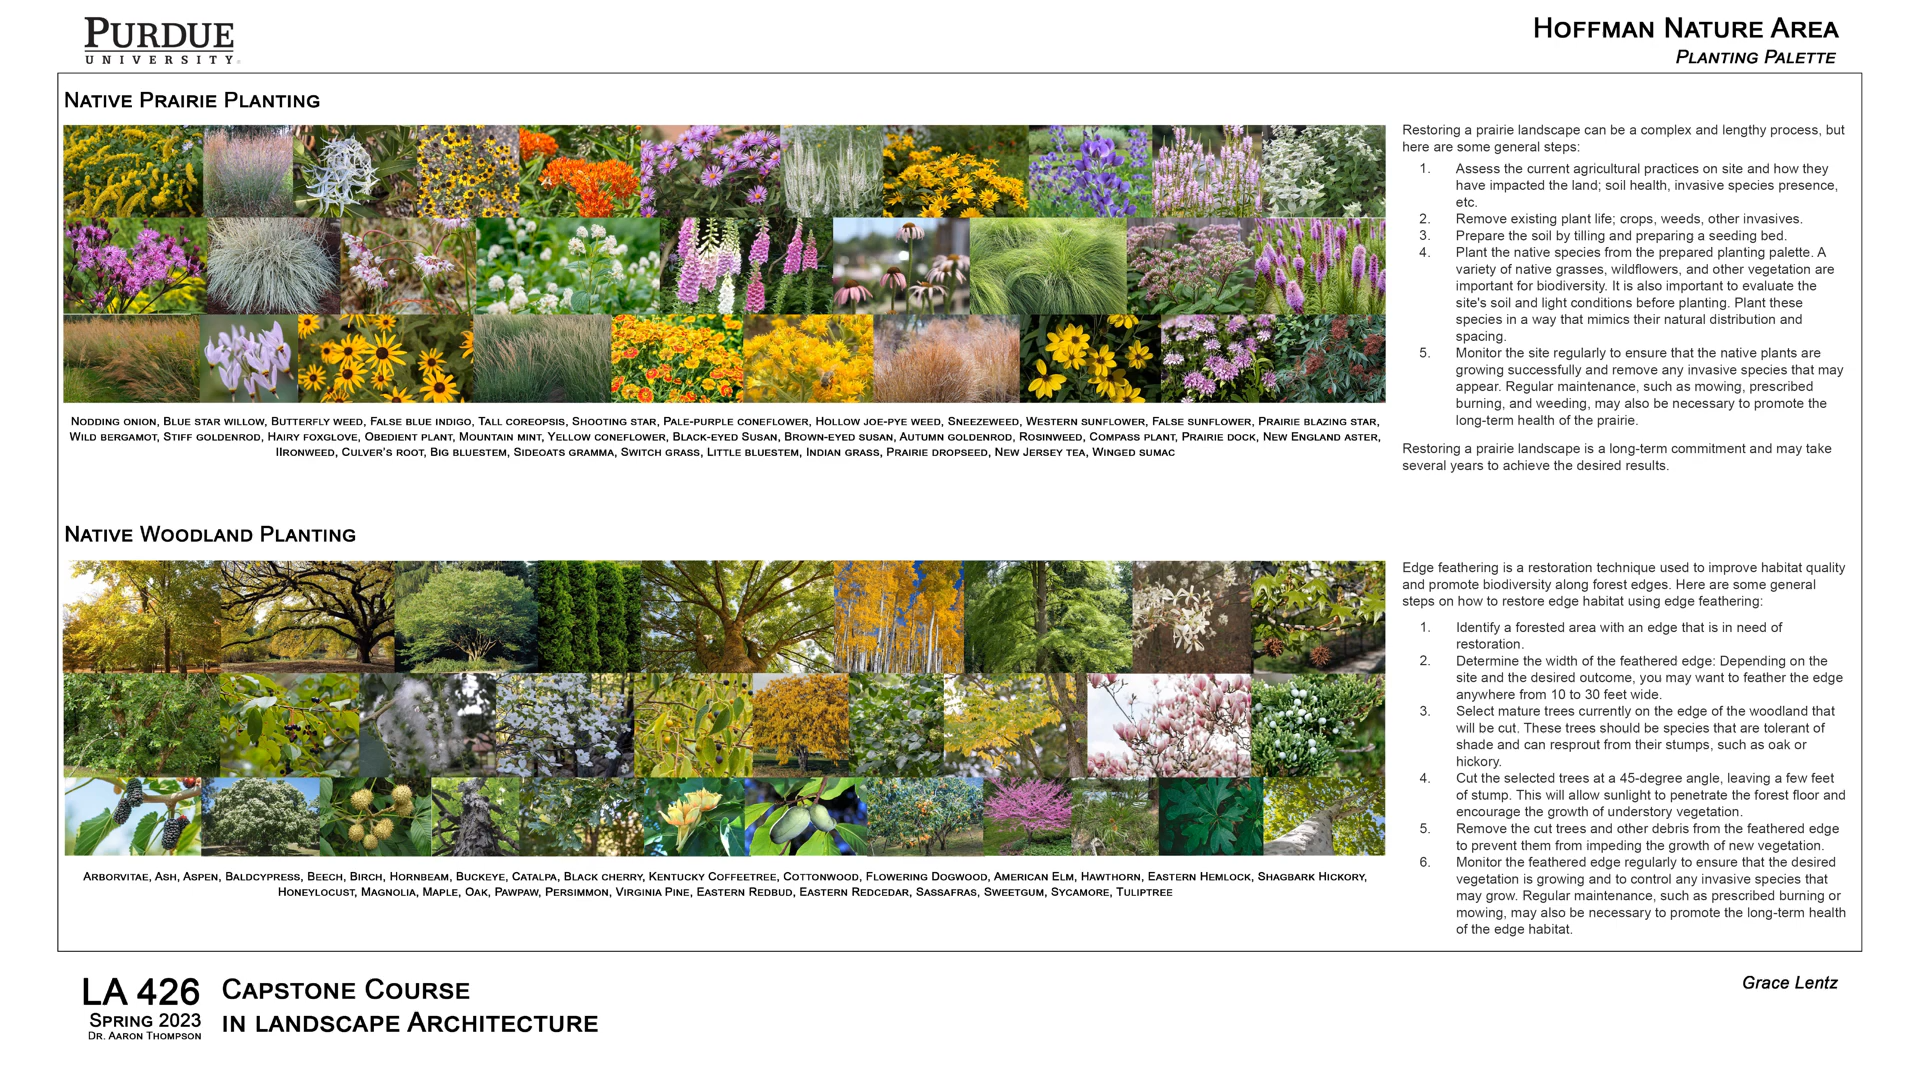 PURDUE
UNIVERSITY
Hoffman Nature Area
Planting Palette
Native Prairie Planting
Restoring a prairie landscape can be a complex and lengthy process, but
here are some general steps:
1. Assess the current agricultural practices on site and how they
have impacted the land; soil health, invasive species presence,
etc.
2. Remove existing plant life; crops, weeds, other invasives.
3. Prepare the soil by tilling and preparing a seeding bed.
4. Plant the native species from the prepared planting palette. A
variety of native grasses, wildflowers, and other vegetation are
important for biodiversity. It is also important to evaluate the
site's soil and light conditions before planting. Plant these
species in a way that mimics their natural distribution and
spacing.
5. Monitor the site regularly to ensure that the native plants are
growing successfully and remove any invasive species that may
appear. Regular maintenance, such as mowing, prescribed
burning, and weeding, may also be necessary to promote the
long-term health of the prairie.
Restoring a prairie landscape is a long-term commitment and may take
several years to achieve the desired results.
Nodding onion, Blue star willow, Butterfly weed, False blue indigo, Tall coreopsis, Shooting star, Pale-purple coneflower, Hollow joe-pye weed, Sneezeweed, Western sunflower, False sunflower, Prairie blazing star,
Wild bergamot, Stiff goldenrod, Hairy foxglove, Obedient plant, Mountain mint, Yellow coneflower, Black-eyed Susan, Brown-eyed susan, Autumn goldenrod, Rosinweed, Compass plant, Prairie dock, New England aster,
IIronweed, Culver's root, Big bluestem, Sideoats gramma, Switch grass, Little bluestem, Indian grass, Prairie dropseed, New Jersey tea, Winged sumac
Native Woodland Planting
Edge feathering is a restoration technique used to improve habitat quality
and promote biodiversity along forest edges. Here are some general
steps on how to restore edge habitat using edge feathering:
1. Identify a forested area with an edge that is in need of
restoration.
2. Determine the width of the feathered edge: Depending on the
site and the desired outcome, you may want to feather the edge
anywhere from 10 to 30 feet wide.
3. Select mature trees currently on the edge of the woodland that
will be cut. These trees should be species that are tolerant of
shade and can resprout from their stumps, such as oak or
hickory.
4. Cut the selected trees at a 45-degree angle, leaving a few feet
of stump. This will allow sunlight to penetrate the forest floor and
encourage the growth of understory vegetation.
5. Remove the cut trees and other debris from the feathered edge
to prevent them from impeding the growth of new vegetation.
6. Monitor the feathered edge regularly to ensure that the desired
vegetation is growing and to control any invasive species that
may grow. Regular maintenance, such as prescribed burning or
mowing, may also be necessary to promote the long-term health
of the edge habitat.
Arborvitae, Ash, Aspen, Baldcypress, Beech, Birch, Hornbeam, Buckeye, Catalpa, Black cherry, Kentucky Coffeetree, Cottonwood, Flowering Dogwood, American Elm, Hawthorn, Eastern Hemlock, Shagbark Hickory,
Honeylocust, Magnolia, Maple, Oak, Pawpaw, Persimmon, Virginia Pine, Eastern Redbud, Eastern Redcedar, Sassafras, Sweetgum, Sycamore, Tuliptree
LA 426
Spring 2023
Dr. Aaron Thompson
Capstone Course
in landscape Architecture
Grace Lentz